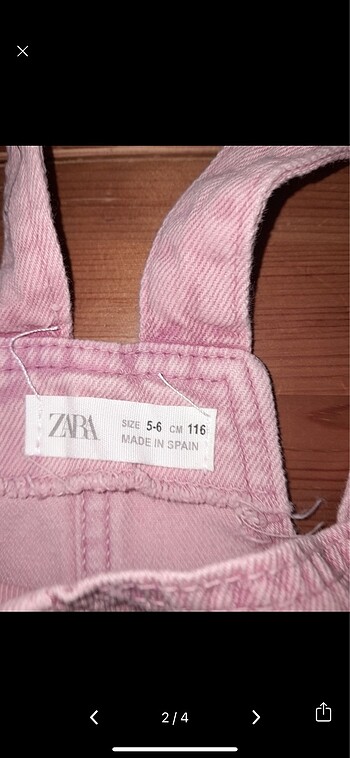 ZARA SIZE 5-6 CM 116
MADE IN SPAIN
2/4